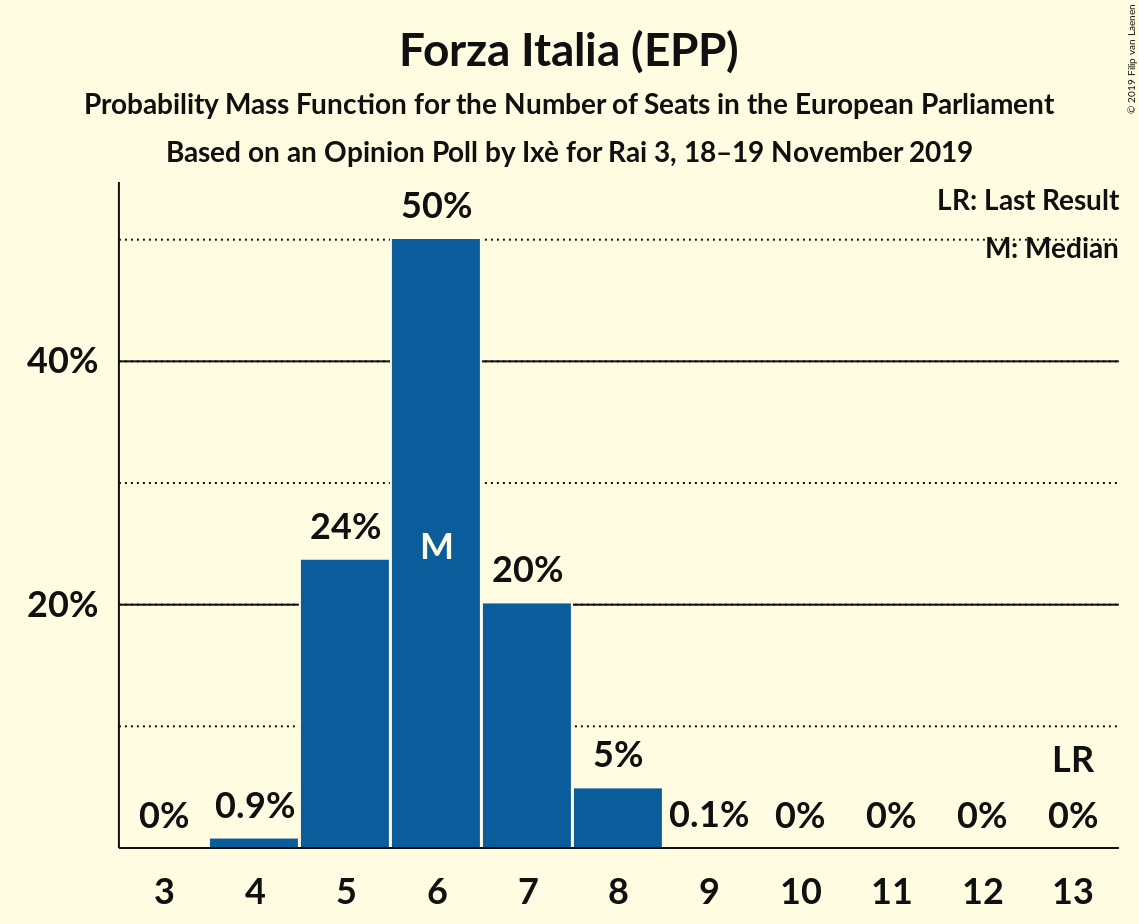 Forza Italia (EPP)
Probability Mass Function for the Number of Seats in the European Parliament
Based on an Opinion Poll by Ixè for Rai 3, 18–19 November 2019
© 2019 Filip van Laenen
LR: Last Result
M: Median
40%
20%
0%
0.9%
24%
50%
M
20%
5%
0.1%
0%
0%
0%
LR
0%
3 4 5 6 7 8 9 10 11 12 13